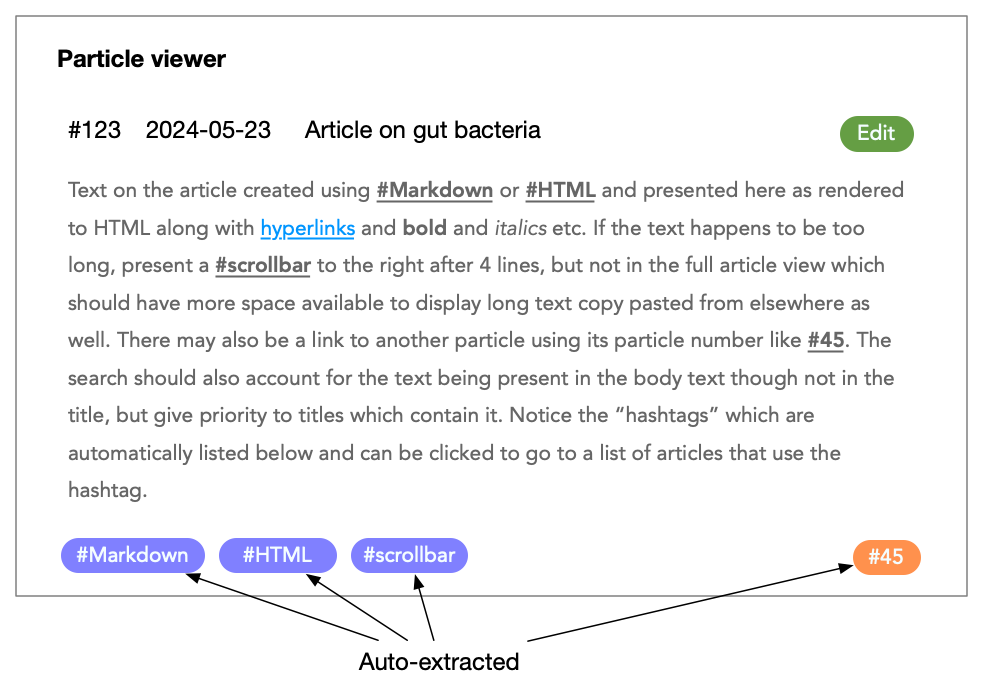 Particle viewer
#123 2024-05-23 Article on gut bacteria Edit
Text on the article created using #Markdown or #HTML and presented here as rendered
to HTML along with hyperlinks and bold and italics etc. If the text happens to be too
long, present a #scrollbar to the right after 4 lines, but not in the full article view which
should have more space available to display long text copy pasted from elsewhere as
well. There may also be a link to another particle using its particle number like #45. The
search should also account for the text being present in the body text though not in the
title, but give priority to titles which contain it. Notice the “hashtags” which are
automatically listed below and can be clicked to go to a list of articles that use the
hashtag.
#Markdown #HTML #scrollbar #45
Auto-extracted